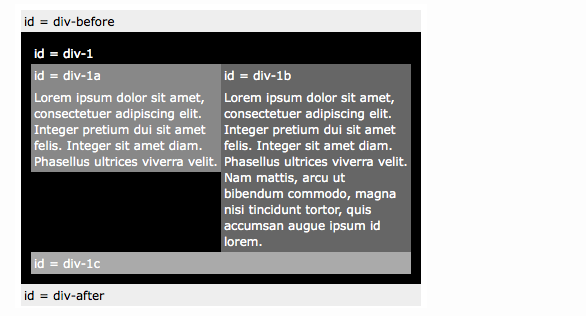 id = div-before
id = div-1
id = div-1a
Lorem ipsum dolor sit amet,
consectetuer adipiscing elit.
Integer pretium dui sit amet
felis. Integer sit amet diam.
Phasellus ultrices viverra velit.
id = div-1b
Lorem ipsum dolor sit amet,
consectetuer adipiscing elit.
Integer pretium dui sit amet
felis. Integer sit amet diam.
Phasellus ultrices viverra velit.
Nam mattis, arcu ut
bibendum commodo, magna
nisi tincidunt tortor, quis
accumsan augue ipsum id
lorem.
id = div-1c
id = div-after